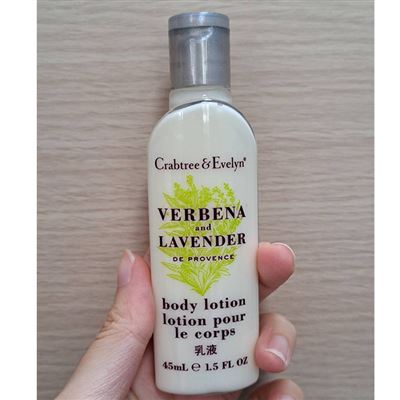 Crabtree & Evelyn®
VERBENA
and
LAVENDER
DE PROVENCE
body lotion
lotion pour
le corps
乳液
45mL ℮ 1.5 FL OZ